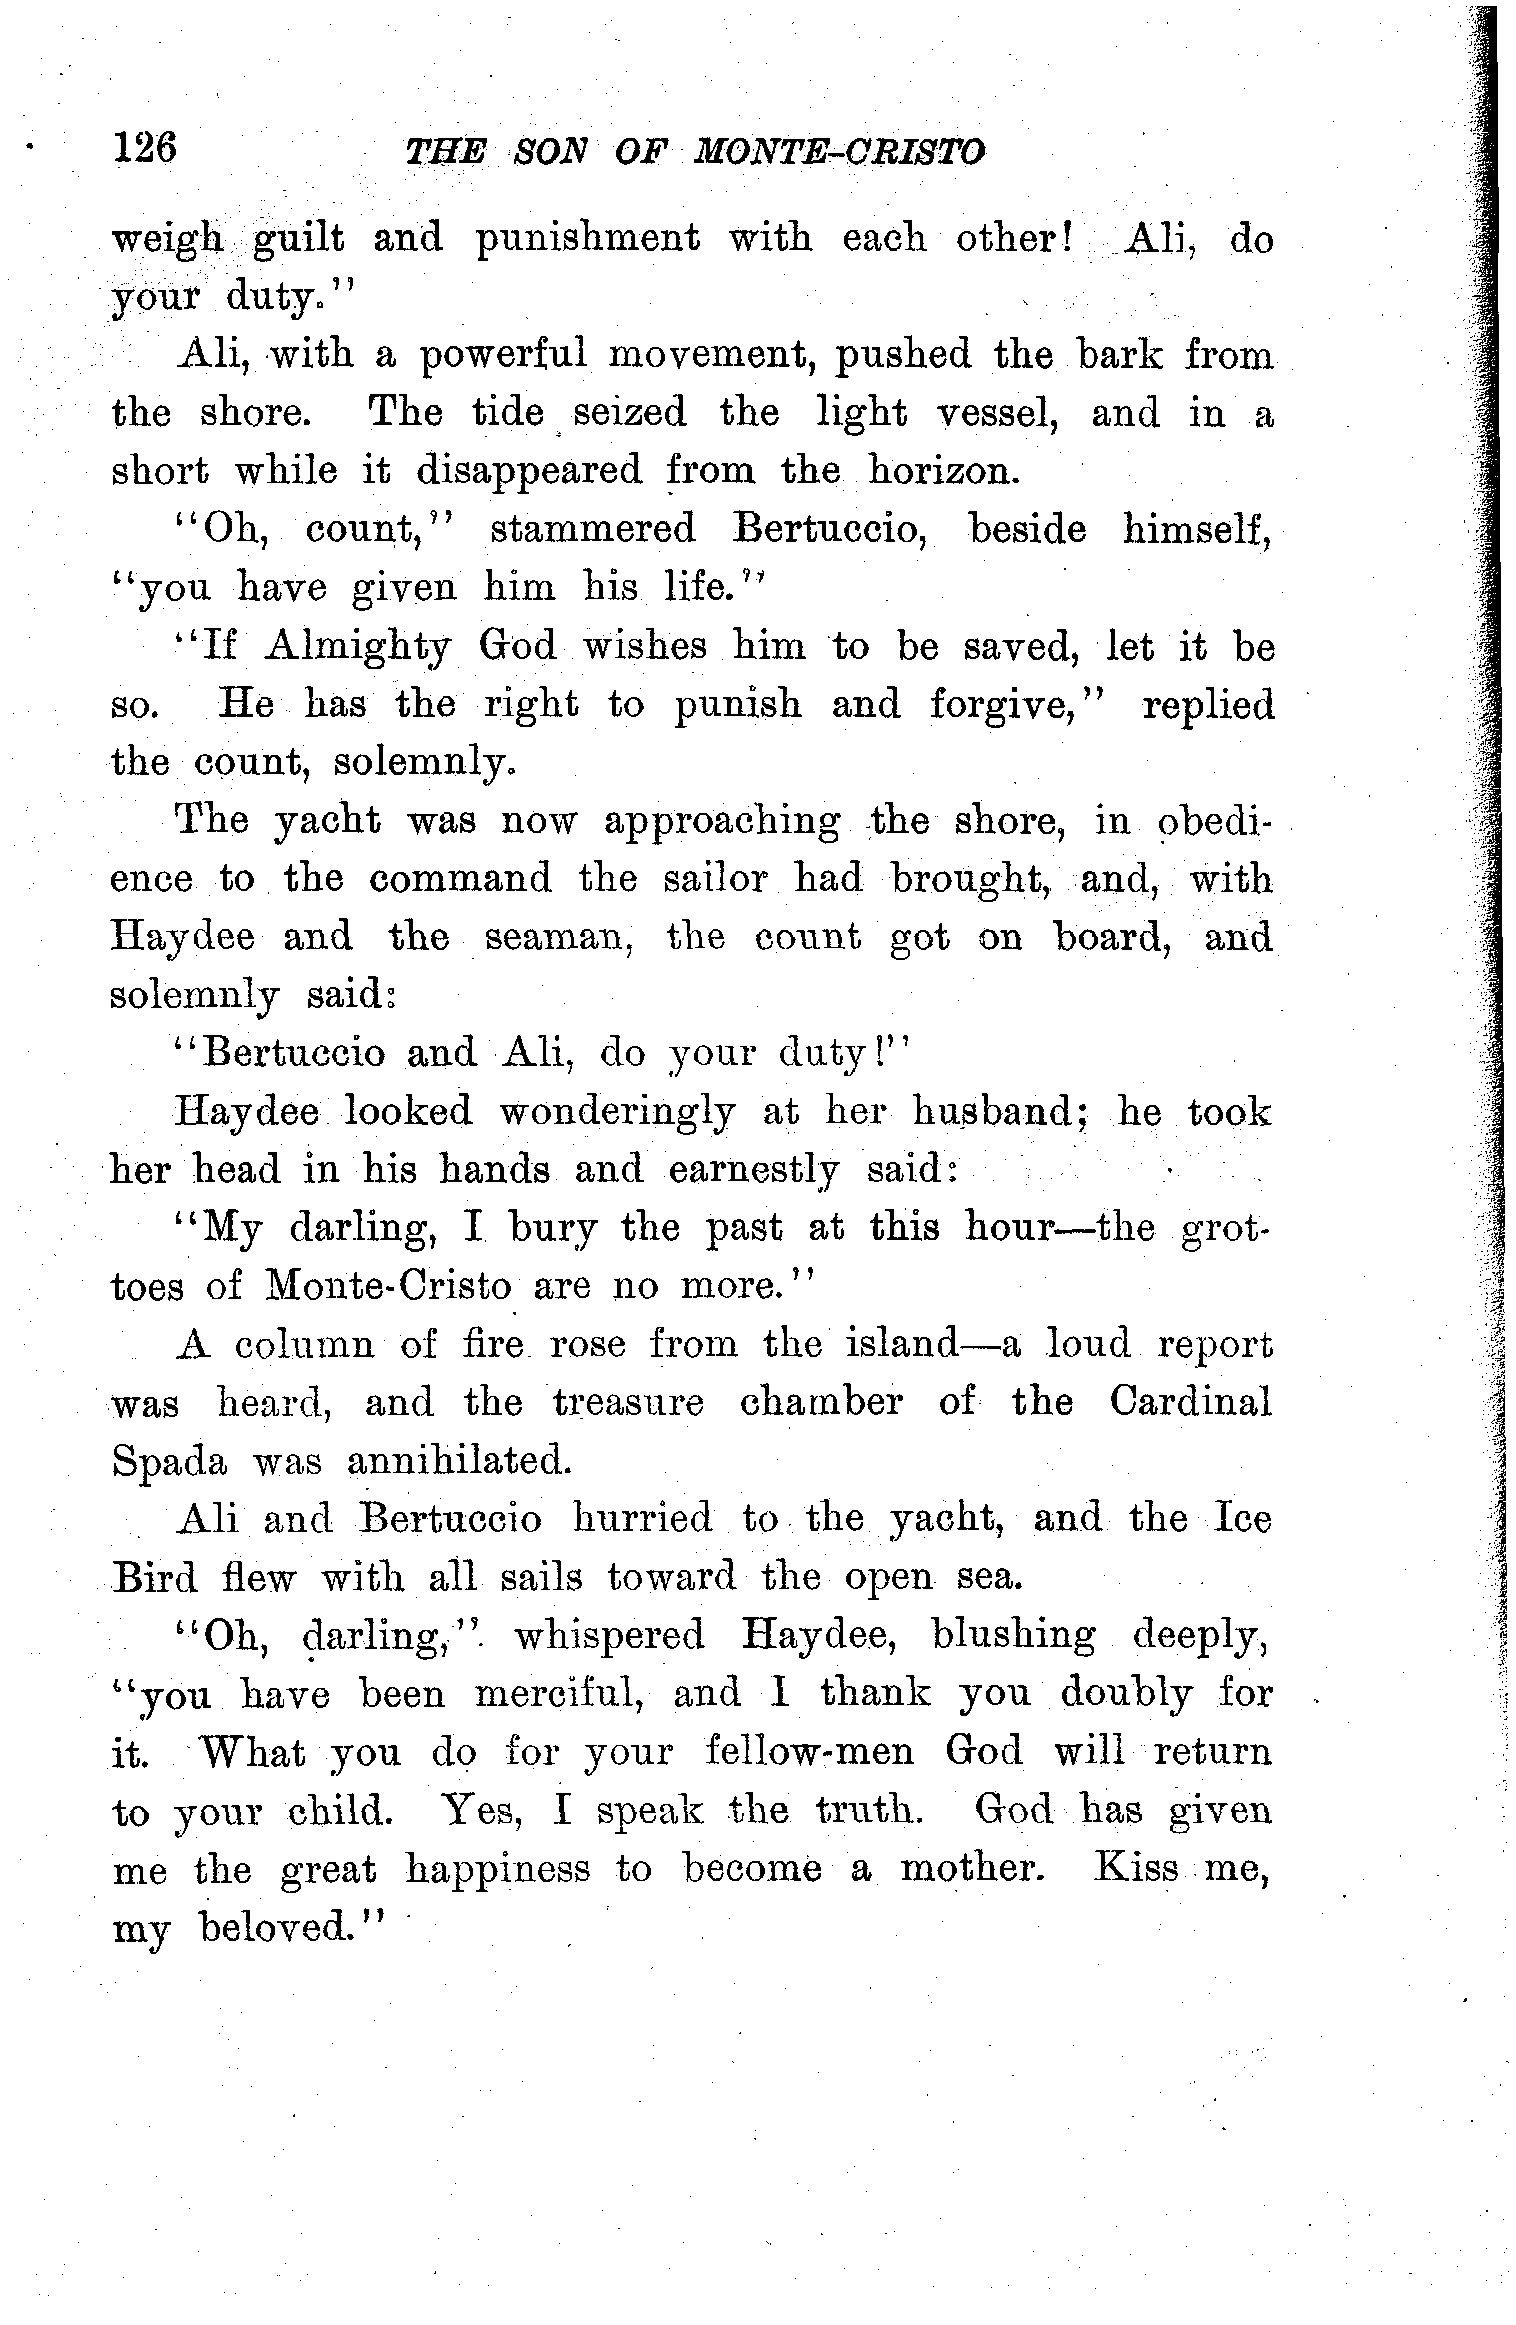 126 THE SON OF MONTE-CRISTO
weigh guilt and punishment with each other! Ali, do
your duty."
Ali, with a powerful movement, pushed the bark from
the shore. The tide seized the light vessel, and in a
short while it disappeared from the horizon.
"Oh, count," stammered Bertuccio, beside himself,
"you have given him his life."
"If Almighty God wishes him to be saved, let it be
so. He has the right to punish and forgive," replied
the count, solemnly.
The yacht was now approaching the shore, in obedi-
ence to the command the sailor had brought, and, with
Haydee and the seaman, the count got on board, and
solemnly said:
"Bertuccio and Ali, do your duty!"
Haydee looked wonderingly at her husband; he took
her head in his hands and earnestly said:
"My darling, I bury the past at this hour—the grot-
toes of Monte-Cristo are no more."
A column of fire rose from the island—a loud report
was heard, and the treasure chamber of the Cardinal
Spada was annihilated.
Ali and Bertuccio hurried to the yacht, and the Ice
Bird flew with all sails toward the open sea.
"Oh, darling," whispered Haydee, blushing deeply,
"you have been merciful, and I thank you doubly for
it. What you do for your fellow-men God will return
to your child. Yes, I speak the truth. God has given
me the great happiness to become a mother. Kiss me,
my beloved."